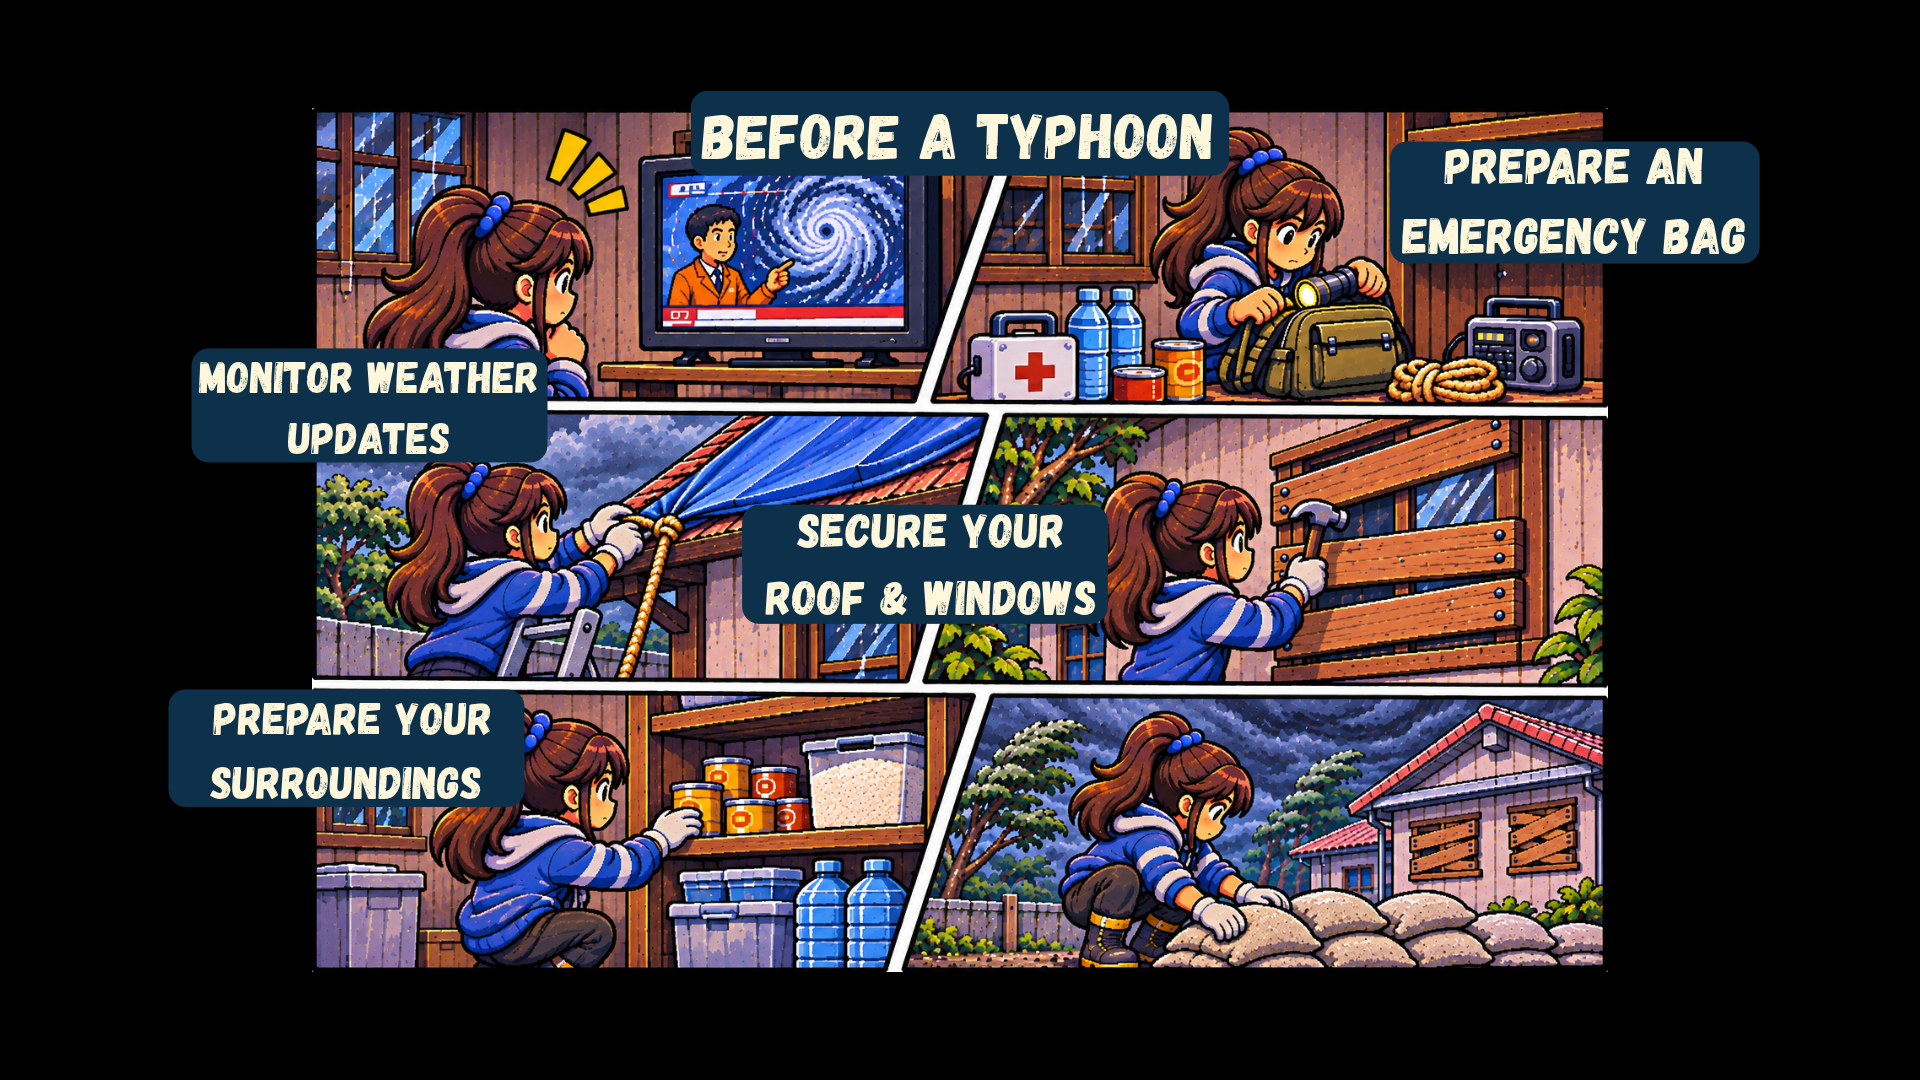 BEFORE A TYPHOON
PREPARE AN
EMERGENCY BAG
MONITOR WEATHER
UPDATES
SECURE YOUR
ROOF & WINDOWS
PREPARE YOUR
SURROUNDINGS